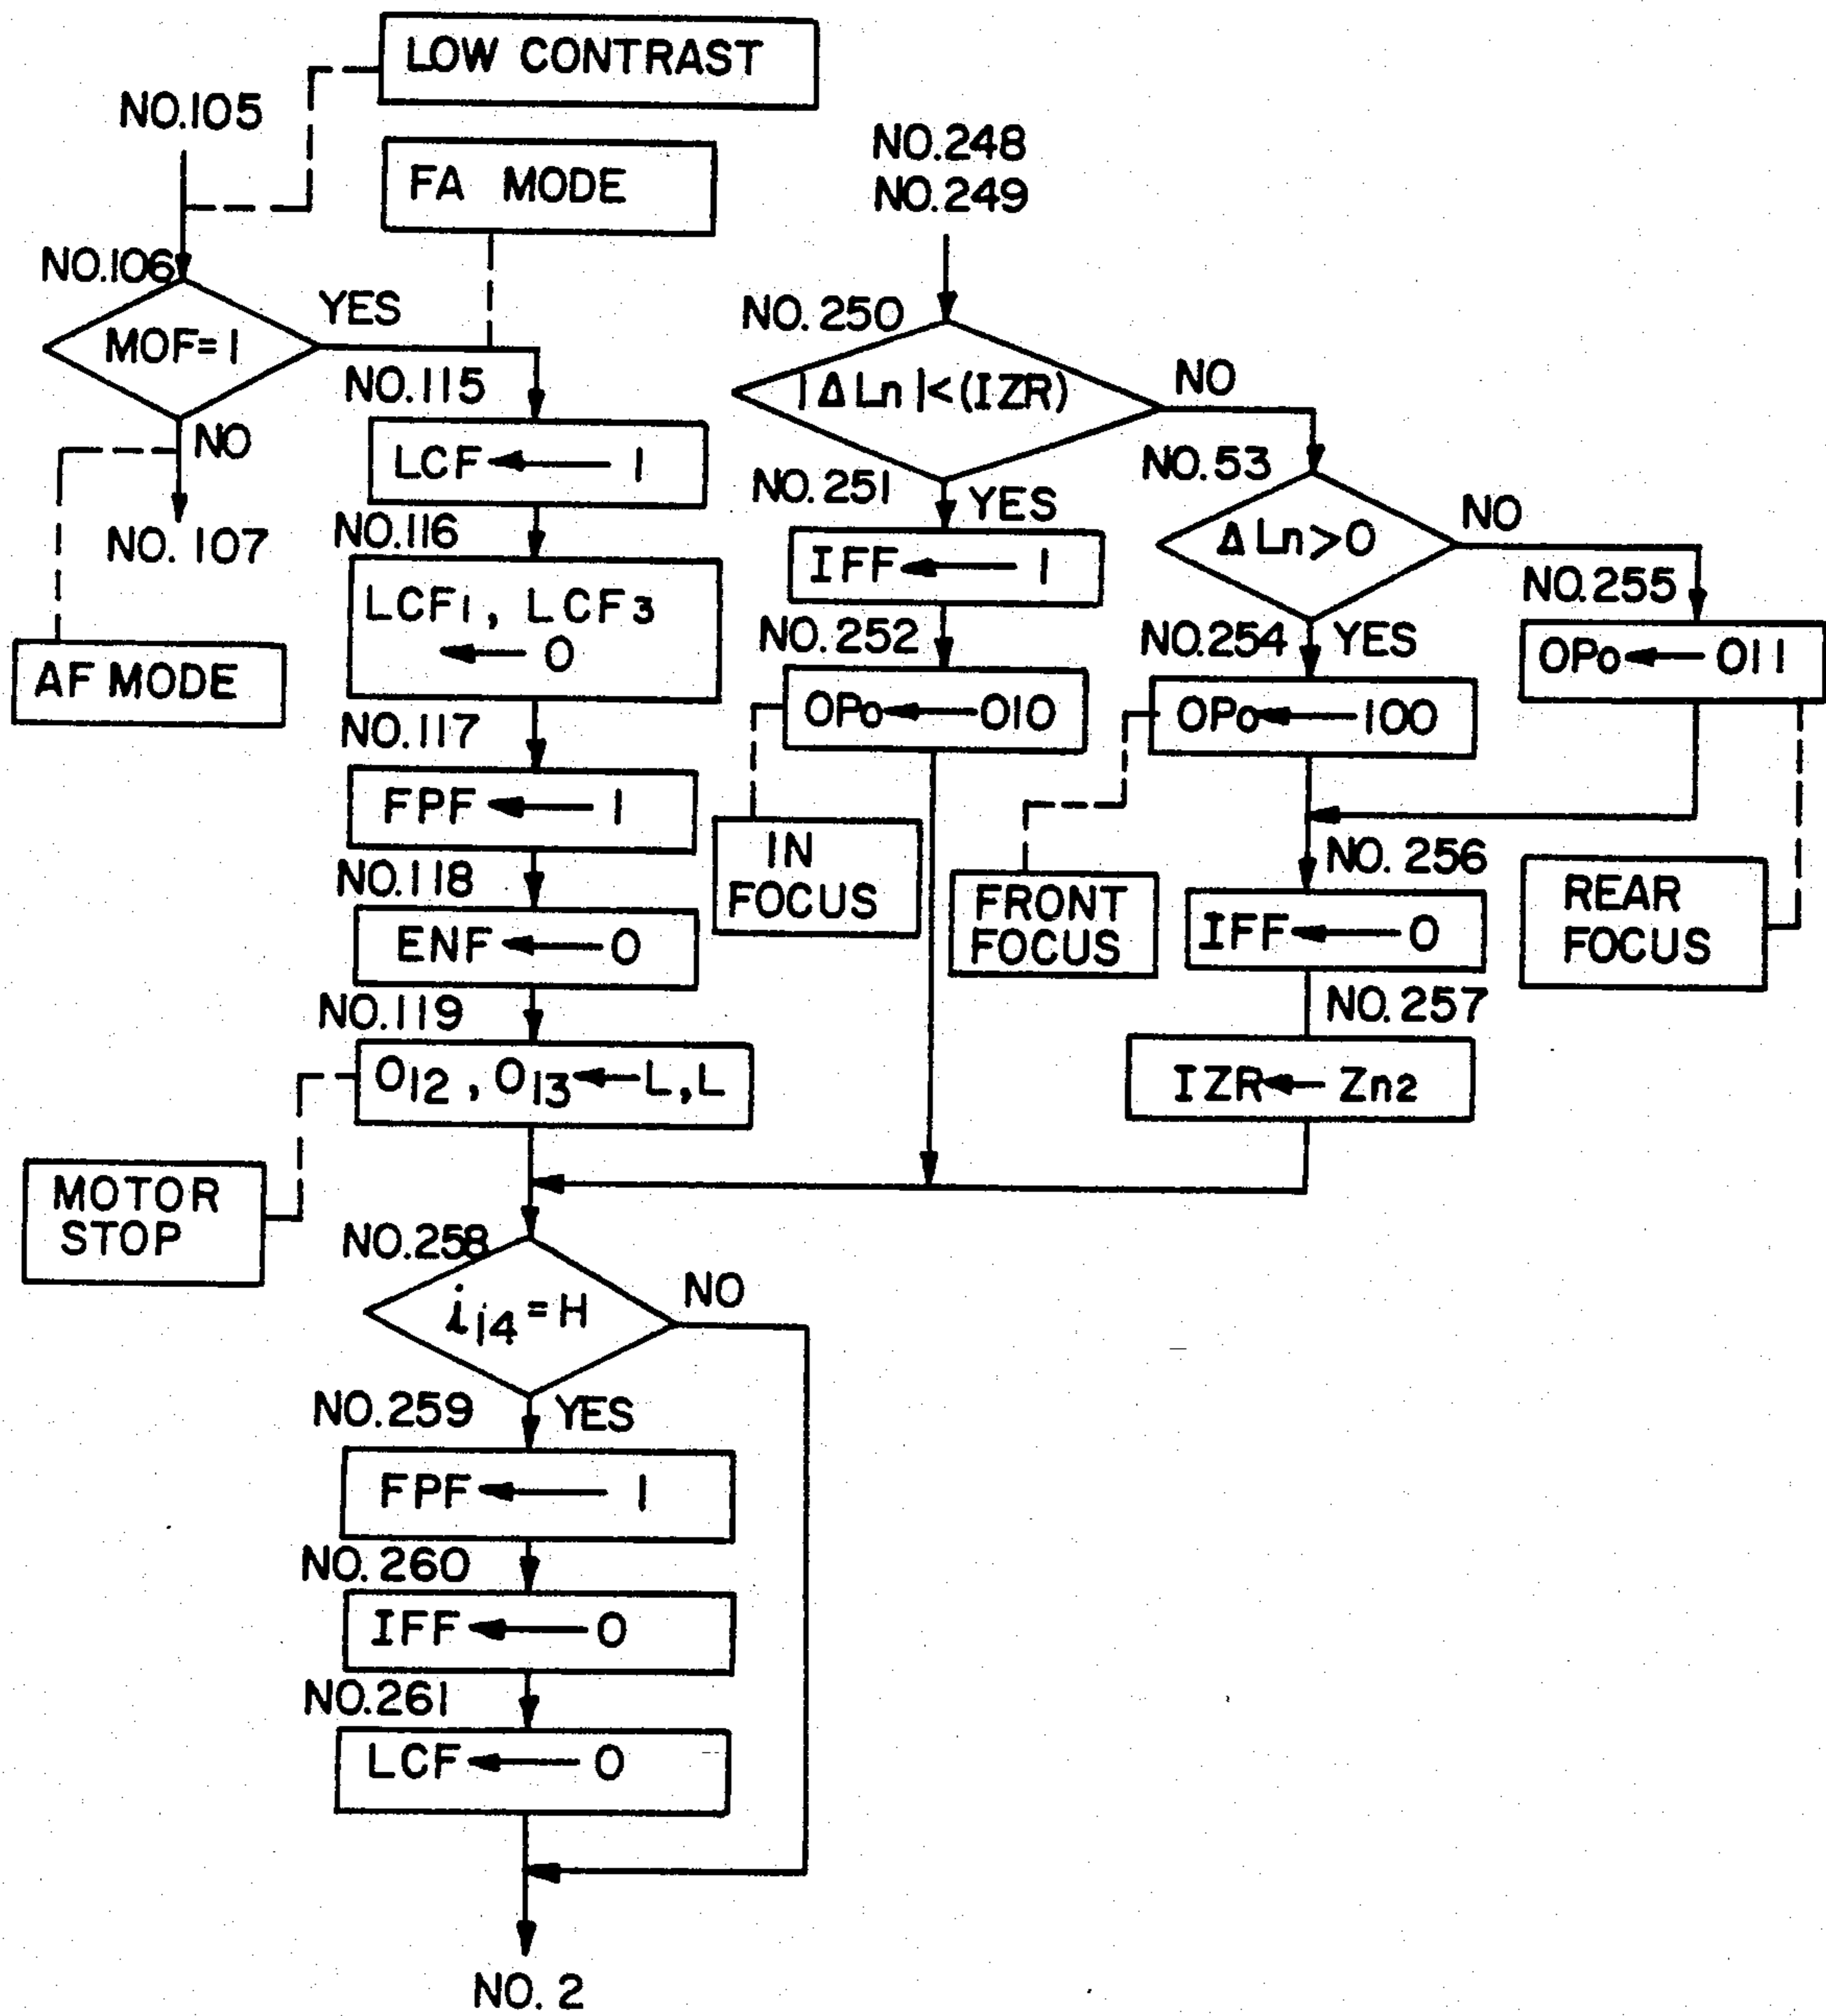 LOW CONTRAST
NO.105
FA MODE
NO.106
MOF=1
YES
NO
NO. 107
AF MODE
NO.115
LCF ← 1
NO.116
LCF1, LCF3
← 0
NO.117
FPF ← 1
NO.118
ENF ← 0
NO.119
O12, O13 ← L, L
MOTOR
STOP
NO.248
NO.249
NO. 250
|ΔLn|<(IZR)
NO
NO.251
YES
IFF ← 1
NO.252
OPo ← 010
IN
FOCUS
NO.53
ΔLn>0
NO
NO.254
YES
OPo ← 100
FRONT
FOCUS
NO.255
OPo ← 011
REAR
FOCUS
NO. 256
IFF ← 0
NO.257
IZR ← Zn2
NO.258
i14=H
NO
NO.259
YES
FPF ← 1
NO.260
IFF ← 0
NO.261
LCF ← 0
NO. 2